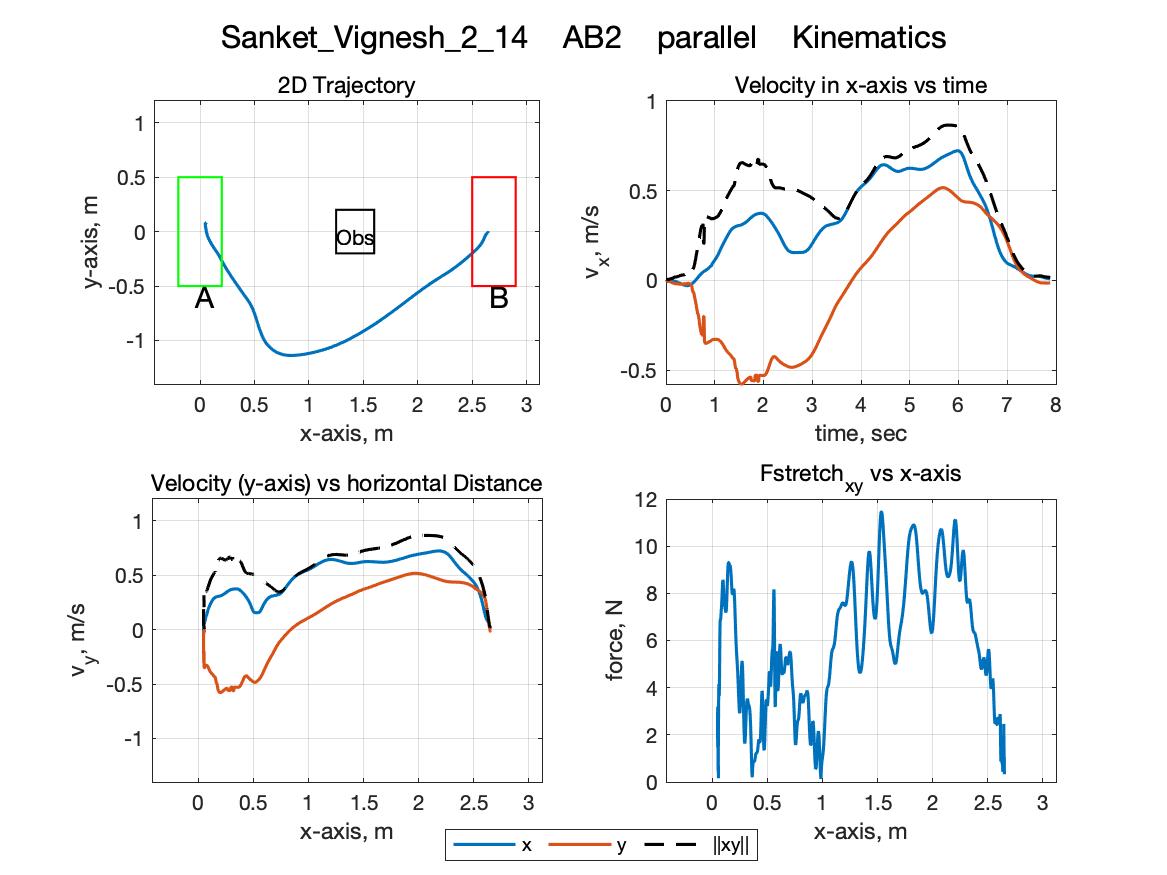 Sanket_Vignesh_2_14 AB2 parallel Kinematics
2D Trajectory
1
0.5
0
-0.5
-1
y-axis, m
A
Obs
B
0 0.5 1 1.5 2 2.5 3
x-axis, m
Velocity in x-axis vs time
1
0.5
0
-0.5
vx, m/s
0 1 2 3 4 5 6 7 8
time, sec
Velocity (y-axis) vs horizontal Distance
1
0.5
0
-0.5
-1
vy, m/s
0 0.5 1 1.5 2 2.5 3
x-axis, m
Fstretchxy vs x-axis
12
10
8
6
4
2
0
force, N
0 0.5 1 1.5 2 2.5 3
x-axis, m
x y ||xy||